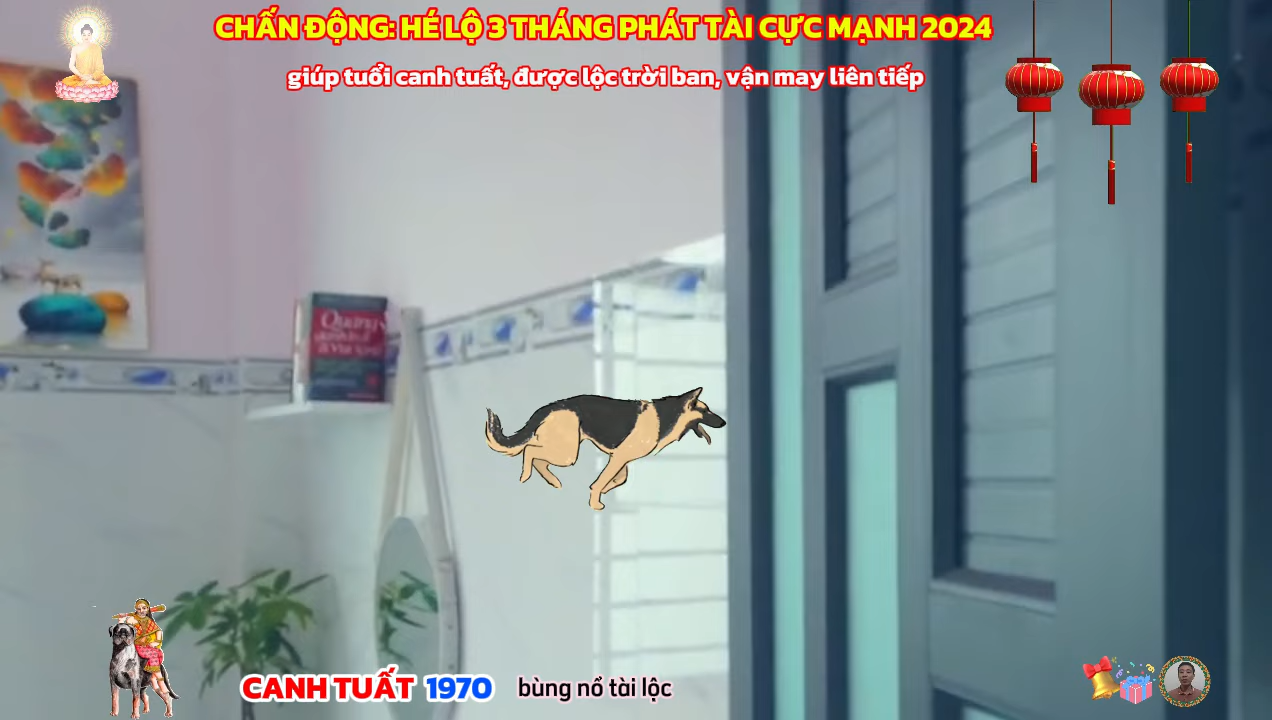 CHẤN ĐỘNG: HÉ LỘ 3 THÁNG PHÁT TÀI CỰC MẠNH 2024
giúp tuổi canh tuất, được lộc trời ban, vận may liên tiếp
CANH TUẤT 1970 bùng nổ tài lộc